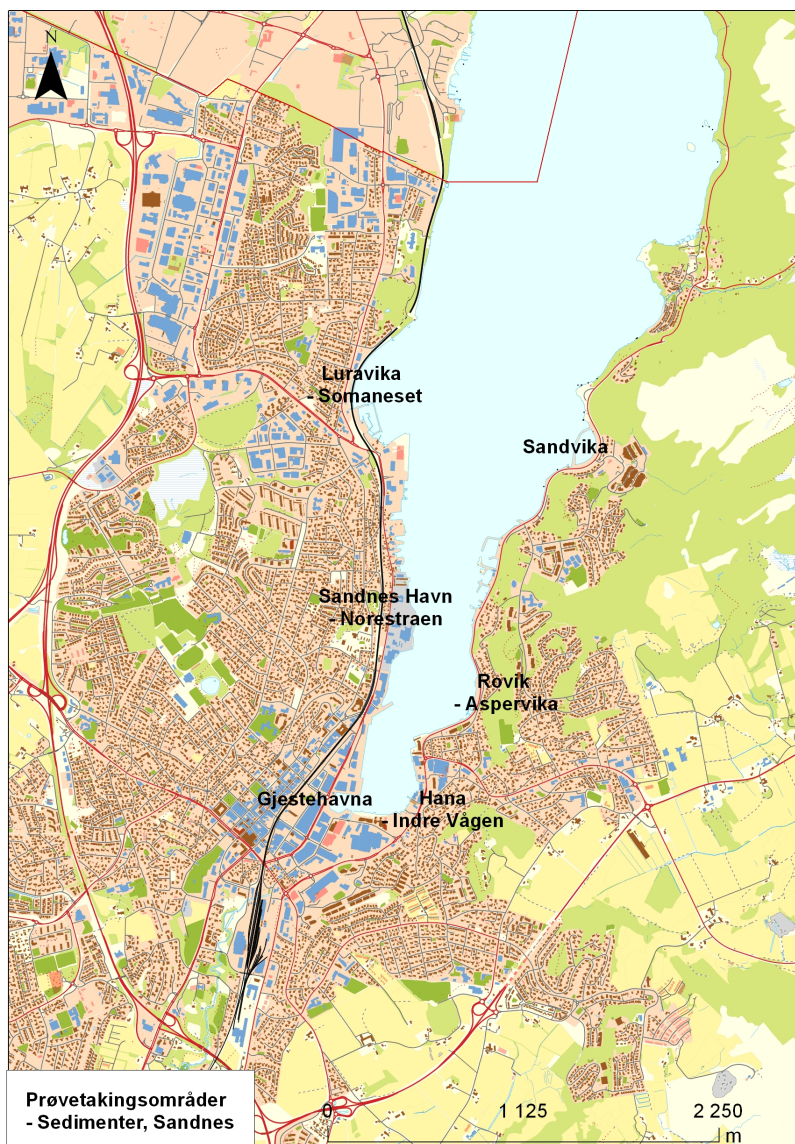 N
Luravika
- Somaneset
Sandvika
Sandnes Havn
- Norestraen
Rovik
- Aspervika
Gjestehavna
Hana
- Indre Vågen
Prøvetakingsområder
- Sedimenter, Sandnes
0 1 125 2 250
m